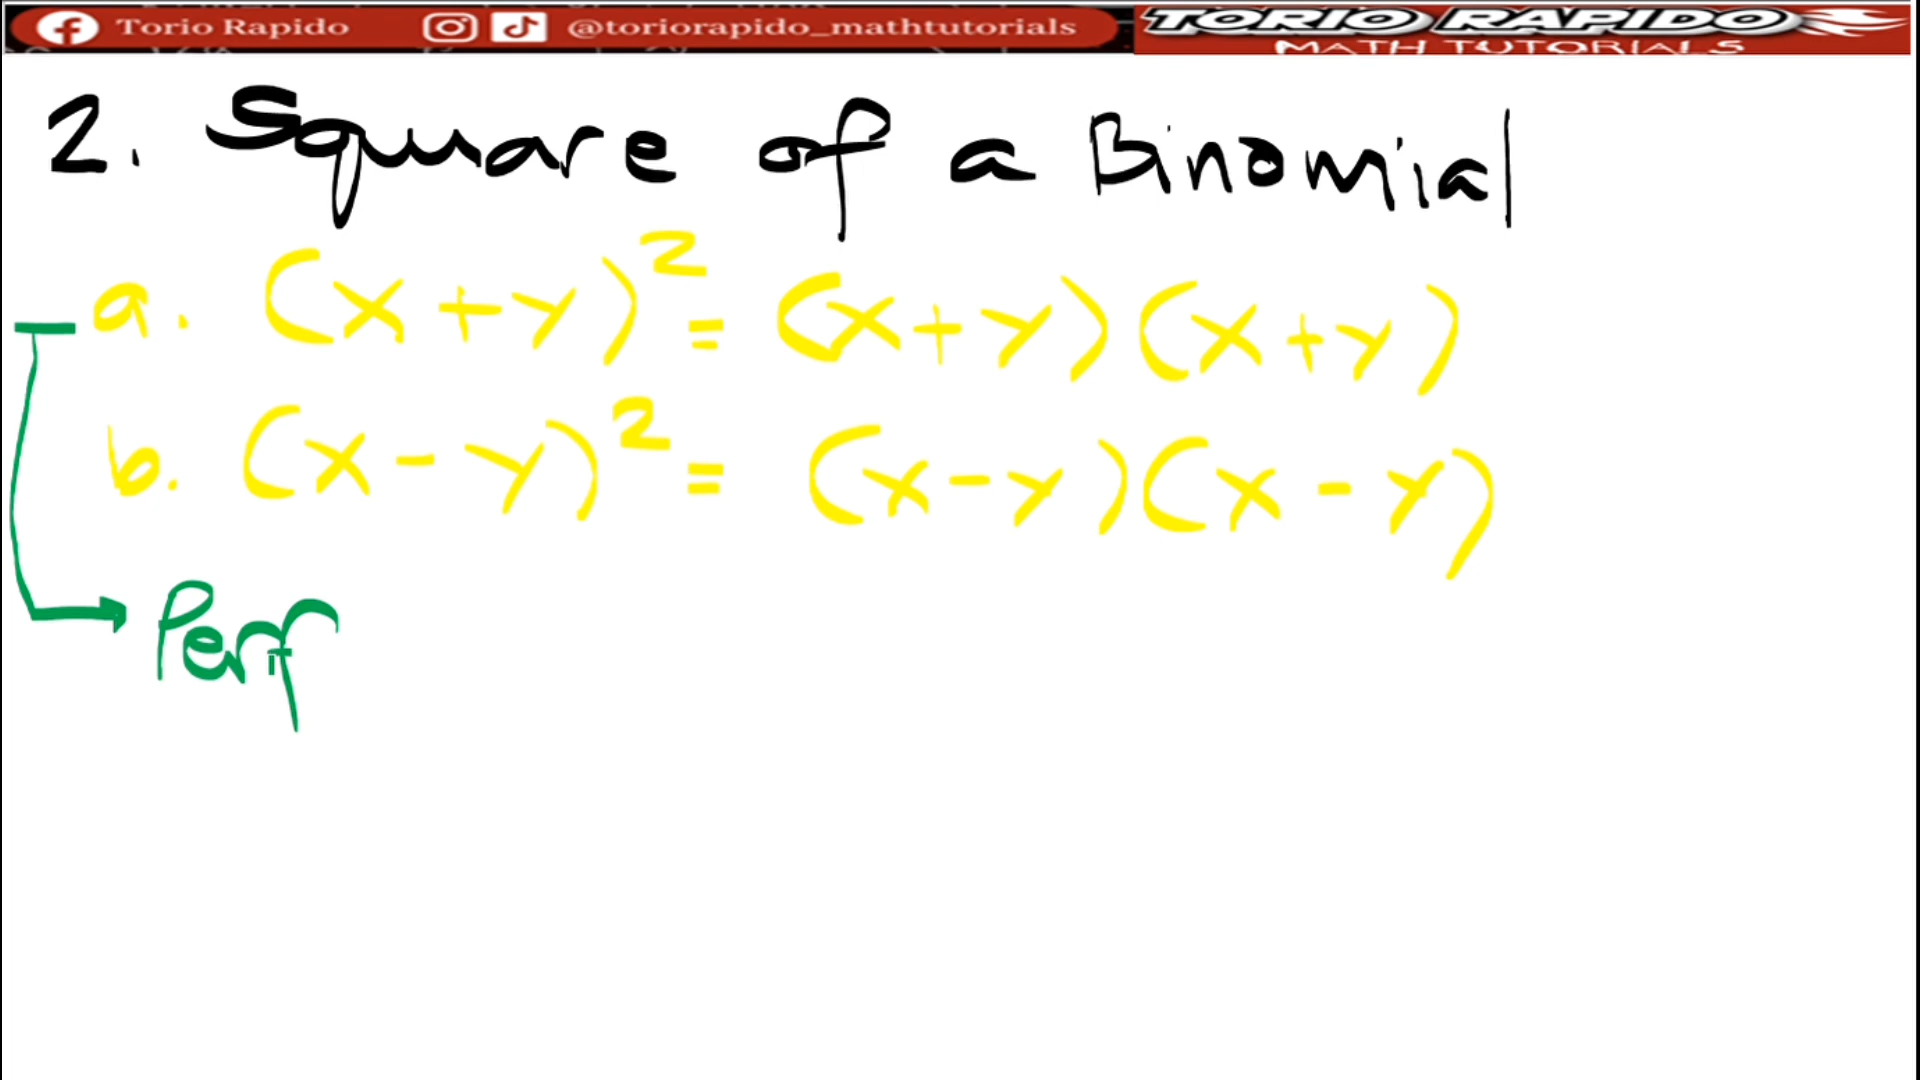 Torio Rapido @toriorapido_mathtutorials TORIO RAPIDO
MATH TUTORIALS
2. Square of a Binomial
a. (x+y)² = (x+y)(x+y)
b. (x-y)² = (x-y)(x-y)
Perf